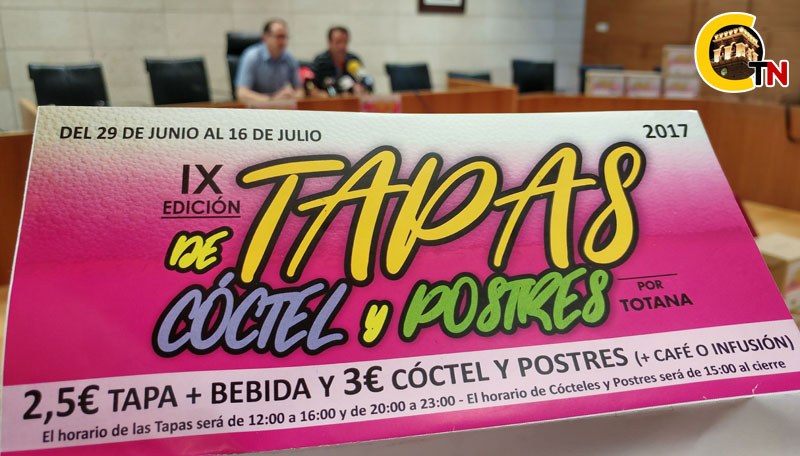 CTN
DEL 29 DE JUNIO AL 16 DE JULIO
2017
IX
EDICIÓN
DE TAPAS
CÓCTEL y POSTRES
POR
TOTANA
2,5€ TAPA + BEBIDA Y 3€ CÓCTEL Y POSTRES (+ CAFÉ O INFUSIÓN)
El horario de las Tapas será de 12:00 a 16:00 y de 20:00 a 23:00 - El horario de Cócteles y Postres será de 15:00 al cierre